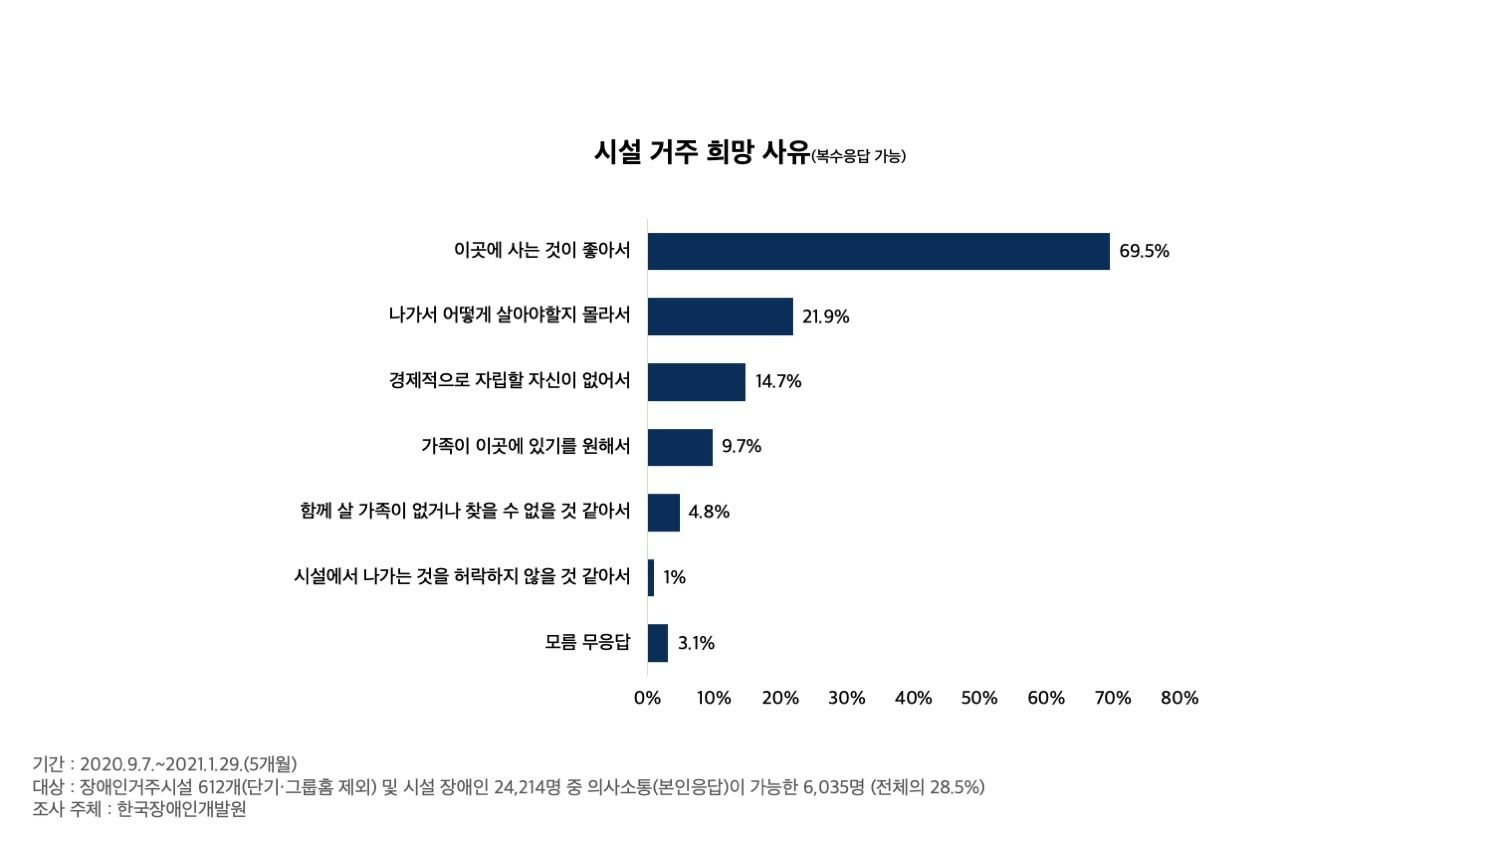 시설 거주 희망 사유(복수응답 가능)
이곳에 사는 것이 좋아서 69.5%
나가서 어떻게 살아야할지 몰라서 21.9%
경제적으로 자립할 자신이 없어서 14.7%
가족이 이곳에 있기를 원해서 9.7%
함께 살 가족이 없거나 찾을 수 없을 것 같아서 4.8%
시설에서 나가는 것을 허락하지 않을 것 같아서 1%
모름 무응답 3.1%
0% 10% 20% 30% 40% 50% 60% 70% 80%
기간 : 2020.9.7.~2021.1.29.(5개월)
대상 : 장애인거주시설 612개(단기·그룹홈 제외) 및 시설 장애인 24,214명 중 의사소통(본인응답)이 가능한 6,035명 (전체의 28.5%)
조사 주체 : 한국장애인개발원